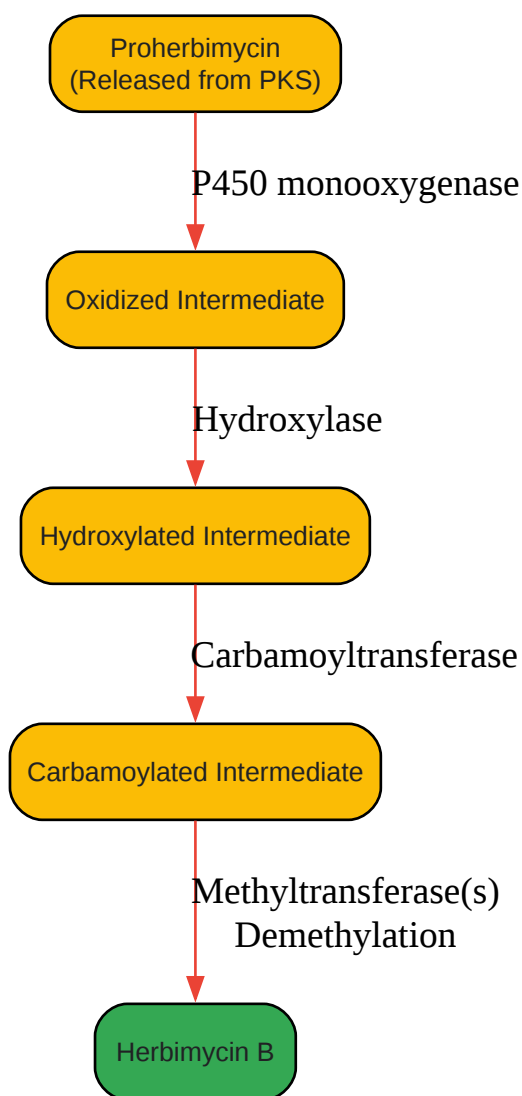 Proherbimycin
(Released from PKS)
P450 monooxygenase
Oxidized Intermediate
Hydroxylase
Hydroxylated Intermediate
Carbamoyltransferase
Carbamoylated Intermediate
Methyltransferase(s)
Demethylation
Herbimycin B